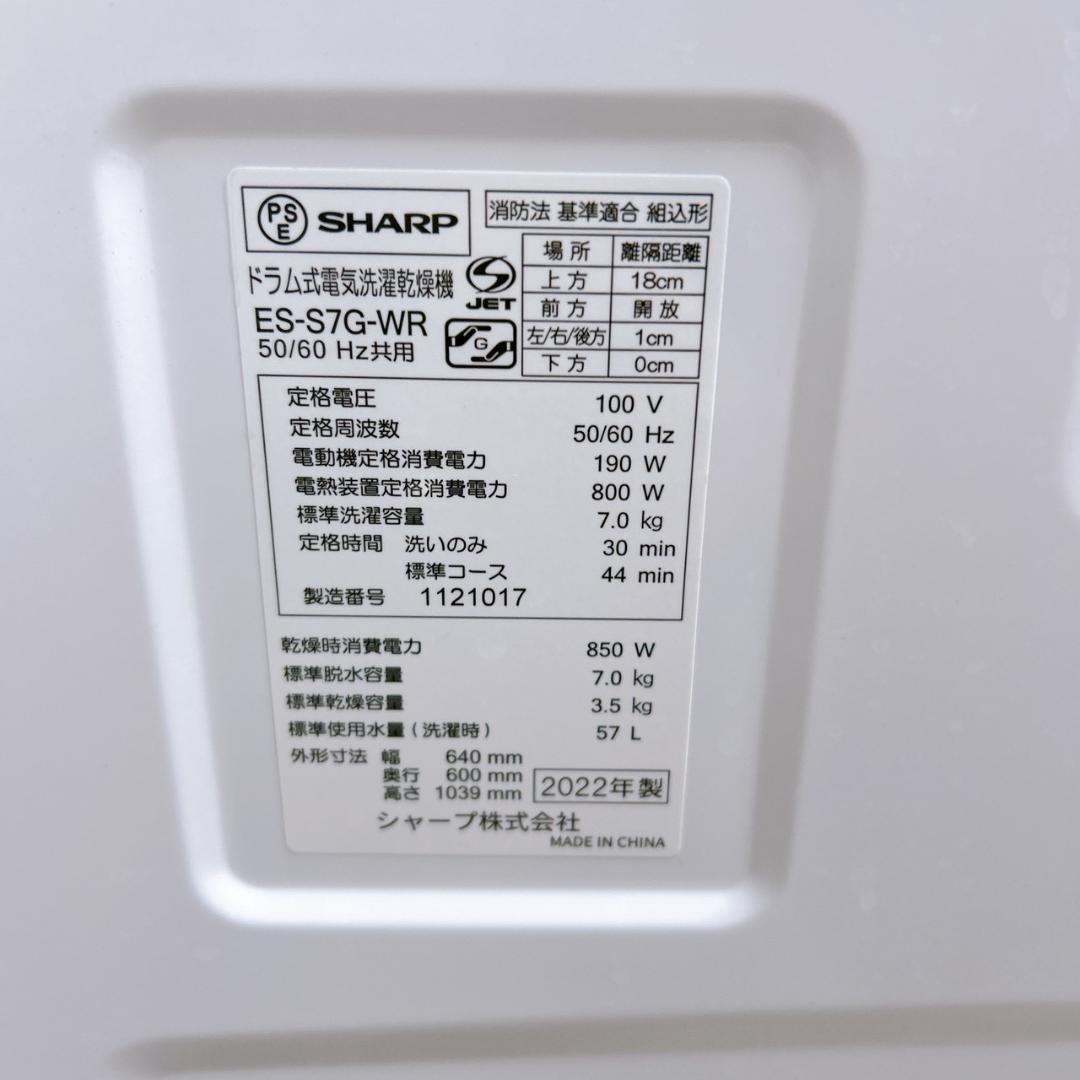 PSE SHARP
消防法 基準適合 組込形
場所 離隔距離
上方 18cm
前方 開放
左/右/後方 1cm
下方 0cm
ドラム式電気洗濯乾燥機
S JET
ES-S7G-WR
G
50/60 Hz共用
定格電圧 100 V
定格周波数 50/60 Hz
電動機定格消費電力 190 W
電熱装置定格消費電力 800 W
標準洗濯容量 7.0 kg
定格時間 洗いのみ 30 min
標準コース 44 min
製造番号 1121017
乾燥時消費電力 850 W
標準脱水容量 7.0 kg
標準乾燥容量 3.5 kg
標準使用水量(洗濯時) 57 L
外形寸法 幅 640 mm
奥行 600 mm
高さ 1039 mm
2022年製
シャープ株式会社
MADE IN CHINA